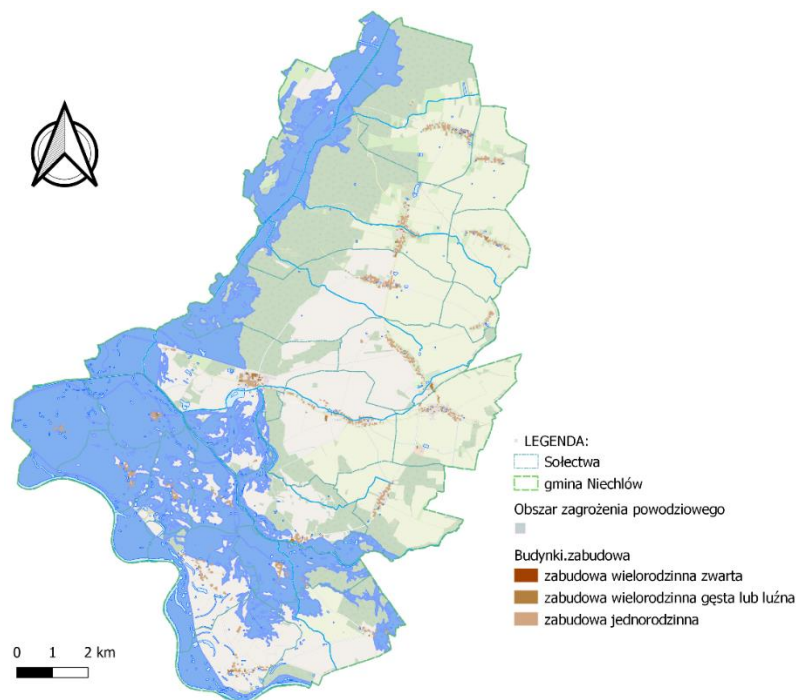 LEGENDA:
Sołectwa
gmina Niechlów
Obszar zagrożenia powodziowego
Budynki.zabudowa
zabudowa wielorodzinna zwarta
zabudowa wielorodzinna gęsta lub luźna
zabudowa jednorodzinna
0 1 2 km